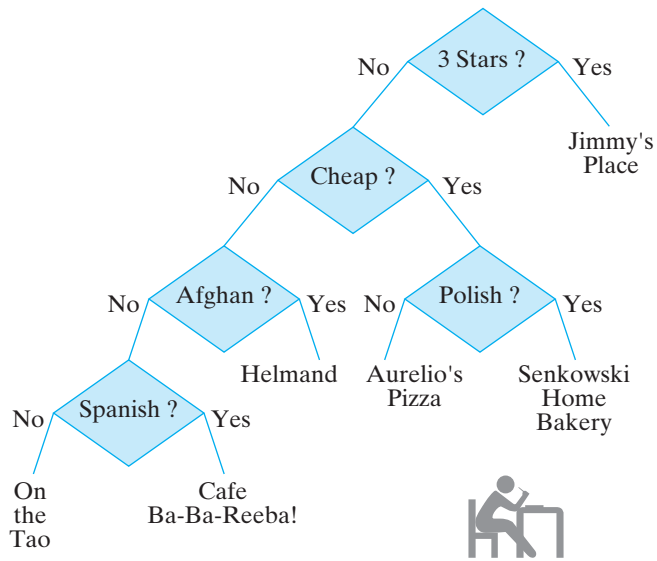 3 Stars ?
No
Yes
Jimmy's
Place
Cheap ?
No
Yes
Afghan ?
No
Yes
Polish ?
No
Yes
Helmand
Aurelio's
Pizza
Senkowski
Home
Bakery
Spanish ?
No
Yes
On
the
Tao
Cafe
Ba-Ba-Reeba!